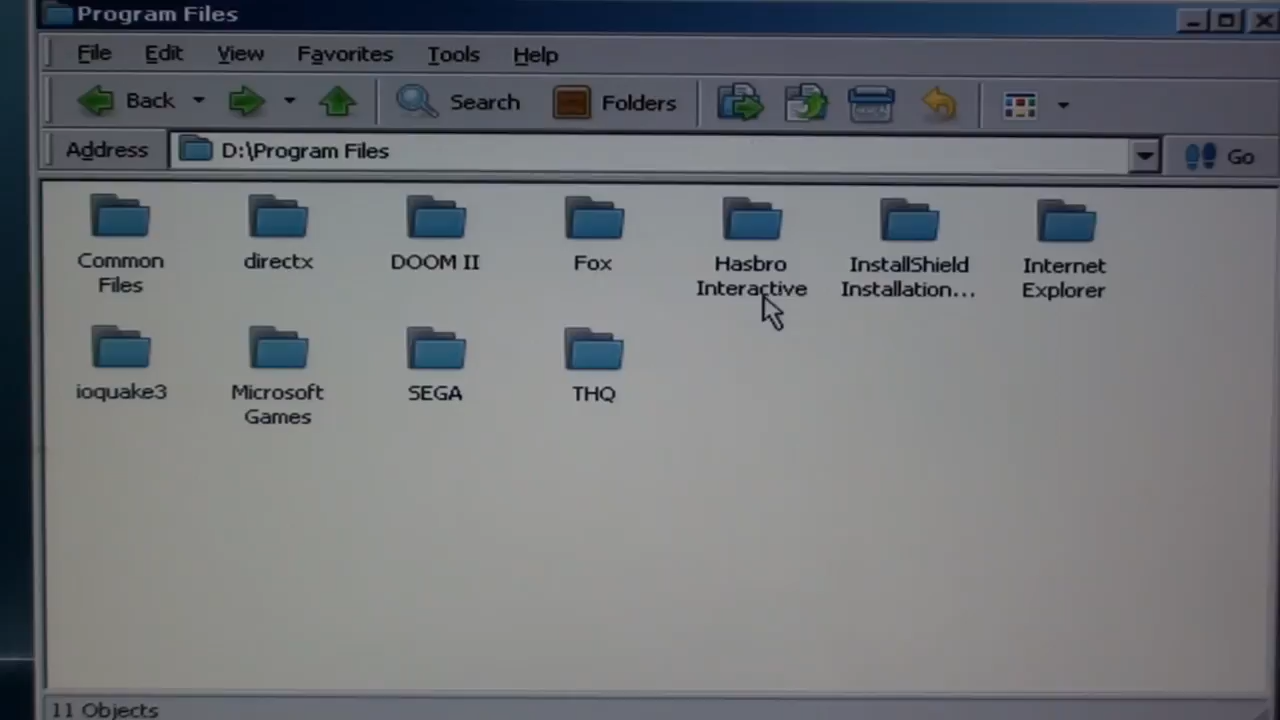 Program Files
File Edit View Favorites Tools Help
Back Search Folders
Address D:\Program Files Go
Common
Files
directx
DOOM II
Fox
Hasbro
Interactive
InstallShield
Installation...
Internet
Explorer
ioquake3
Microsoft
Games
SEGA
THQ
11 Objects